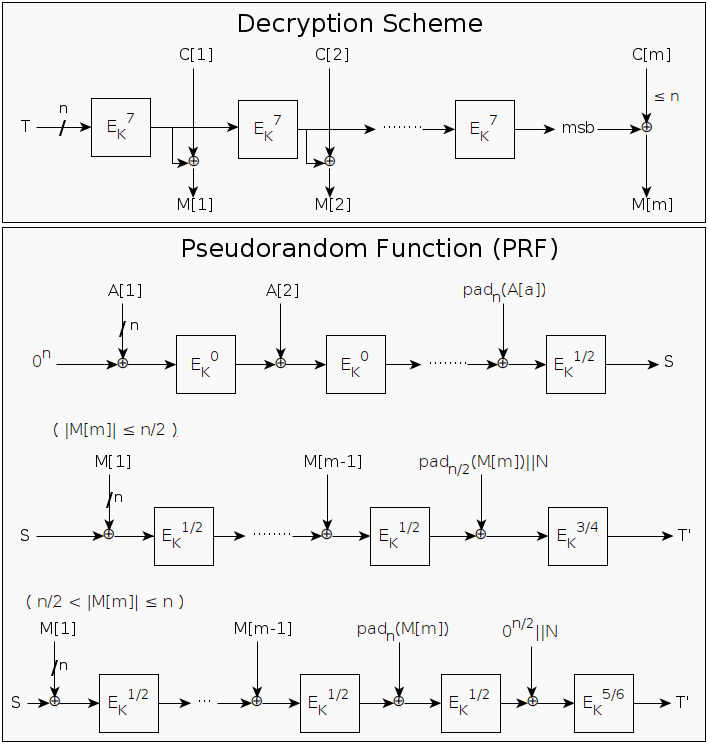 Decryption Scheme
C[1] C[2] C[m]
n ≤ n
T E_K^7 E_K^7 ........ E_K^7 msb ⊕
⊕ ⊕
M[1] M[2] M[m]
Pseudorandom Function (PRF)
A[1] A[2] pad_n(A[a])
n
0^n ⊕ E_K^0 ⊕ E_K^0 ........ ⊕ E_K^1/2 S
( |M[m]| ≤ n/2 )
M[1] M[m-1] pad_n/2(M[m])||N
n
S ⊕ E_K^1/2 ........ ⊕ E_K^1/2 ⊕ E_K^3/4 T'
( n/2 < |M[m]| ≤ n )
M[1] M[m-1] pad_n(M[m]) 0^n/2||N
n
S ⊕ E_K^1/2 ... ⊕ E_K^1/2 ⊕ E_K^1/2 ⊕ E_K^5/6 T'